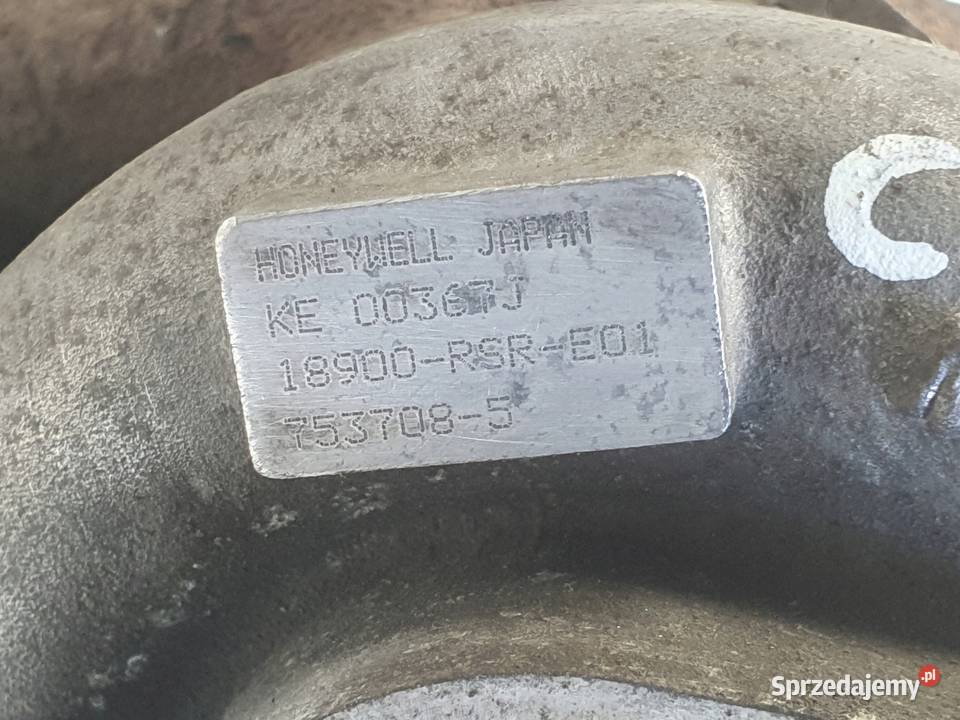 HONEYWELL JAPAN
KE 00367J
18900-RSR-E01
753708-5
C
Sprzedajemy.pl